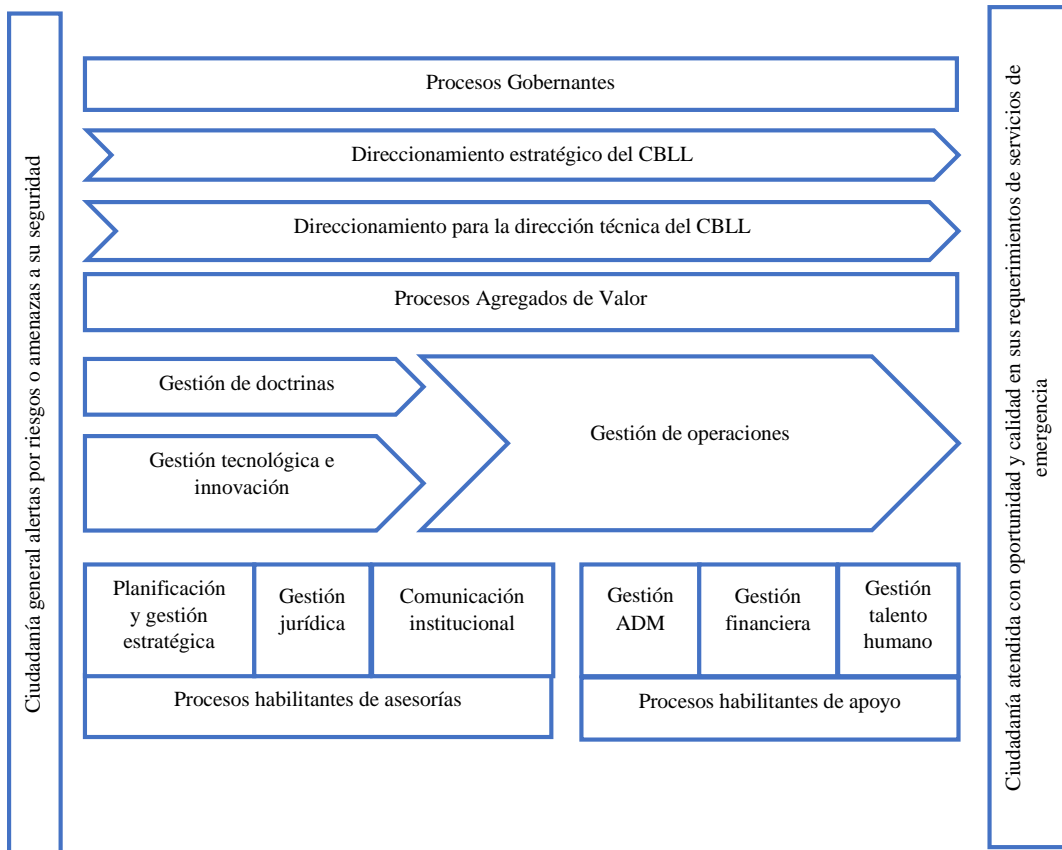 Ciudadanía general alertas por riesgos o amenazas a su seguridad
Procesos Gobernantes
Direccionamiento estratégico del CBLL
Direccionamiento para la dirección técnica del CBLL
Procesos Agregados de Valor
Gestión de doctrinas
Gestión tecnológica e
innovación
Gestión de operaciones
Planificación
y gestión
estratégica
Gestión
jurídica
Comunicación
institucional
Procesos habilitantes de asesorías
Gestión
ADM
Gestión
financiera
Gestión
talento
humano
Procesos habilitantes de apoyo
Ciudadanía atendida con oportunidad y calidad en sus requerimientos de servicios de
emergencia